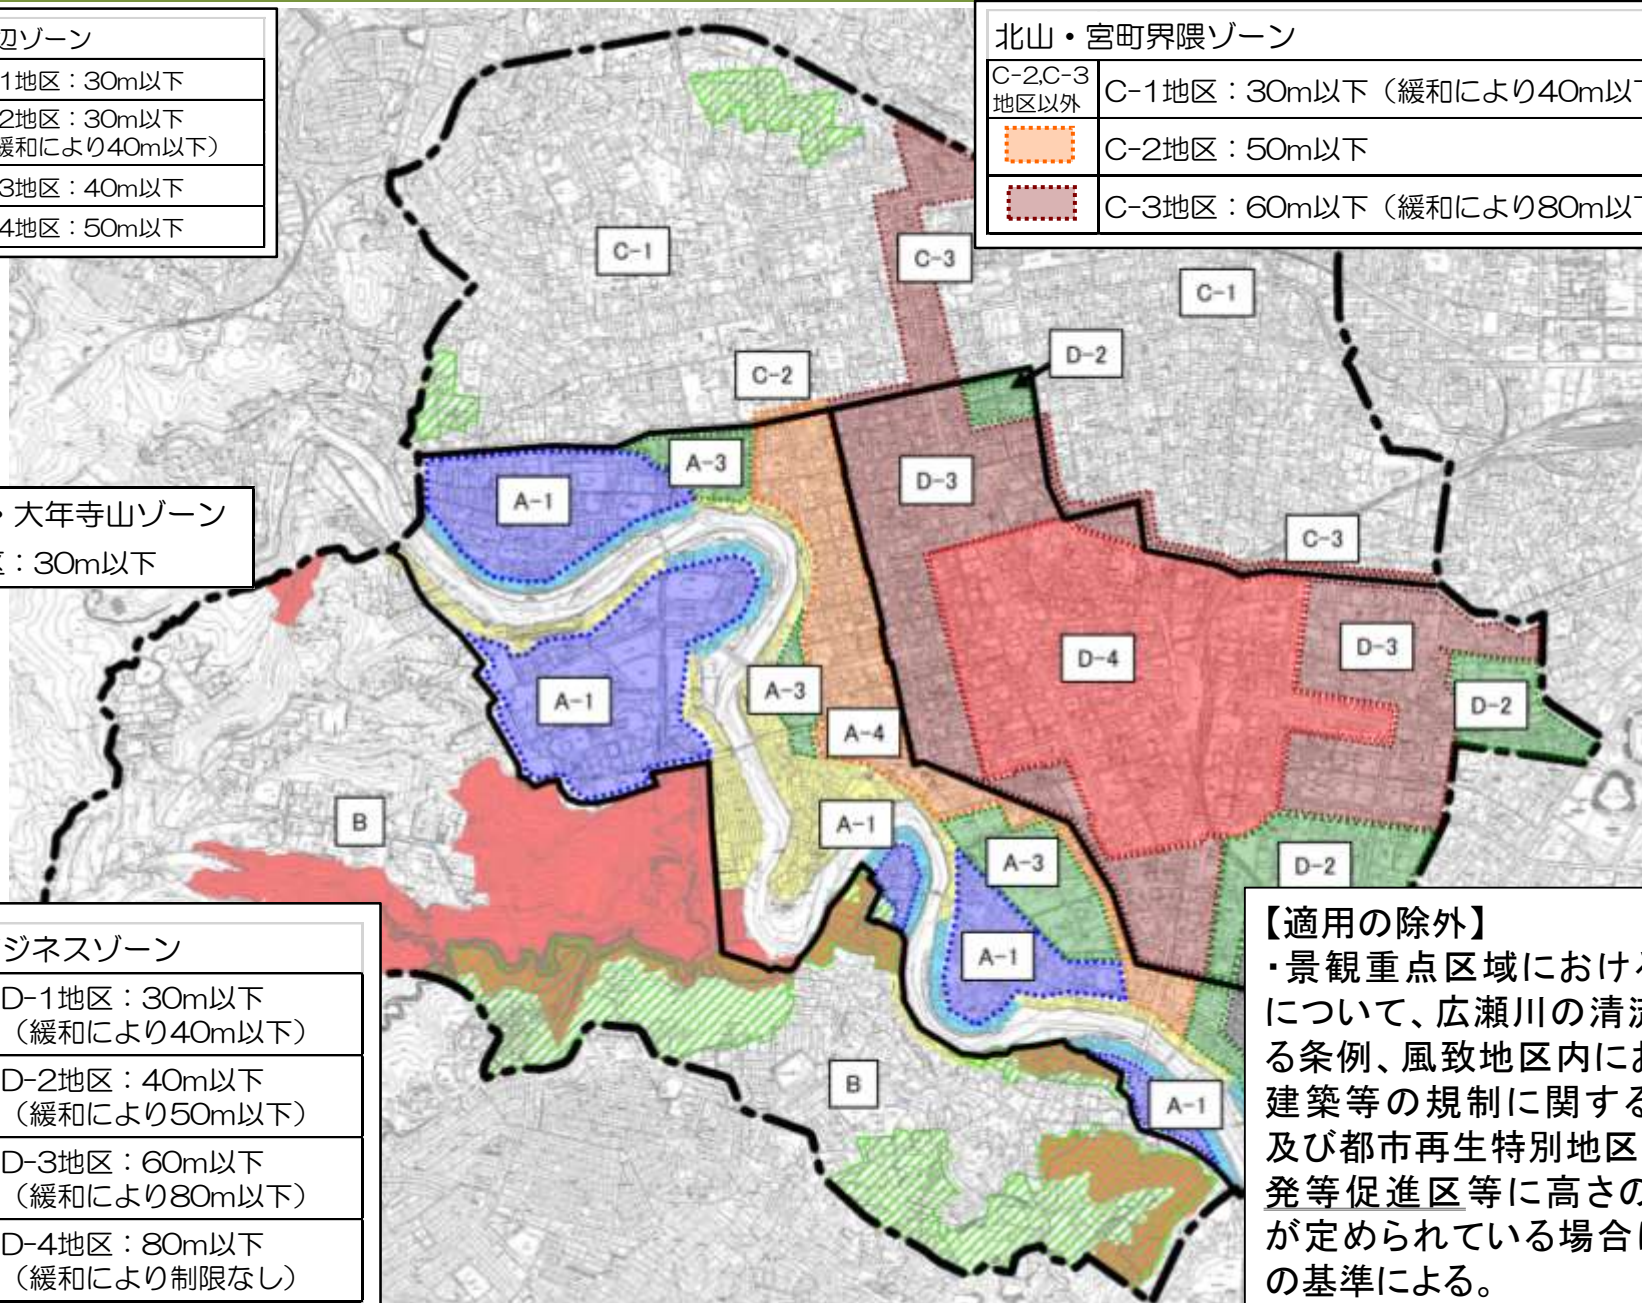 辺ゾーン
1地区：30m以下
2地区：30m以下
緩和により40m以下）
3地区：40m以下
4地区：50m以下
北山・宮町界隈ゾーン
C-2,C-3
地区以外
C-1地区：30m以下（緩和により40m以下
C-2地区：50m以下
C-3地区：60m以下（緩和により80m以下
C-1
C-3
C-1
D-2
C-2
A-3
D-3
A-1
C-3
・大年寺山ゾーン
区：30m以下
D-3
D-4
A-3
A-1
D-2
A-4
B
A-1
A-3
D-2
A-1
B
A-1
ジネスゾーン
D-1地区：30m以下
（緩和により40m以下）
D-2地区：40m以下
（緩和により50m以下）
D-3地区：60m以下
（緩和により80m以下）
D-4地区：80m以下
（緩和により制限なし）
【適用の除外】
・景観重点区域における
について、広瀬川の清流
る条例、風致地区内にお
建築等の規制に関する
及び都市再生特別地区
発等促進区等に高さの
が定められている場合に
の基準による。